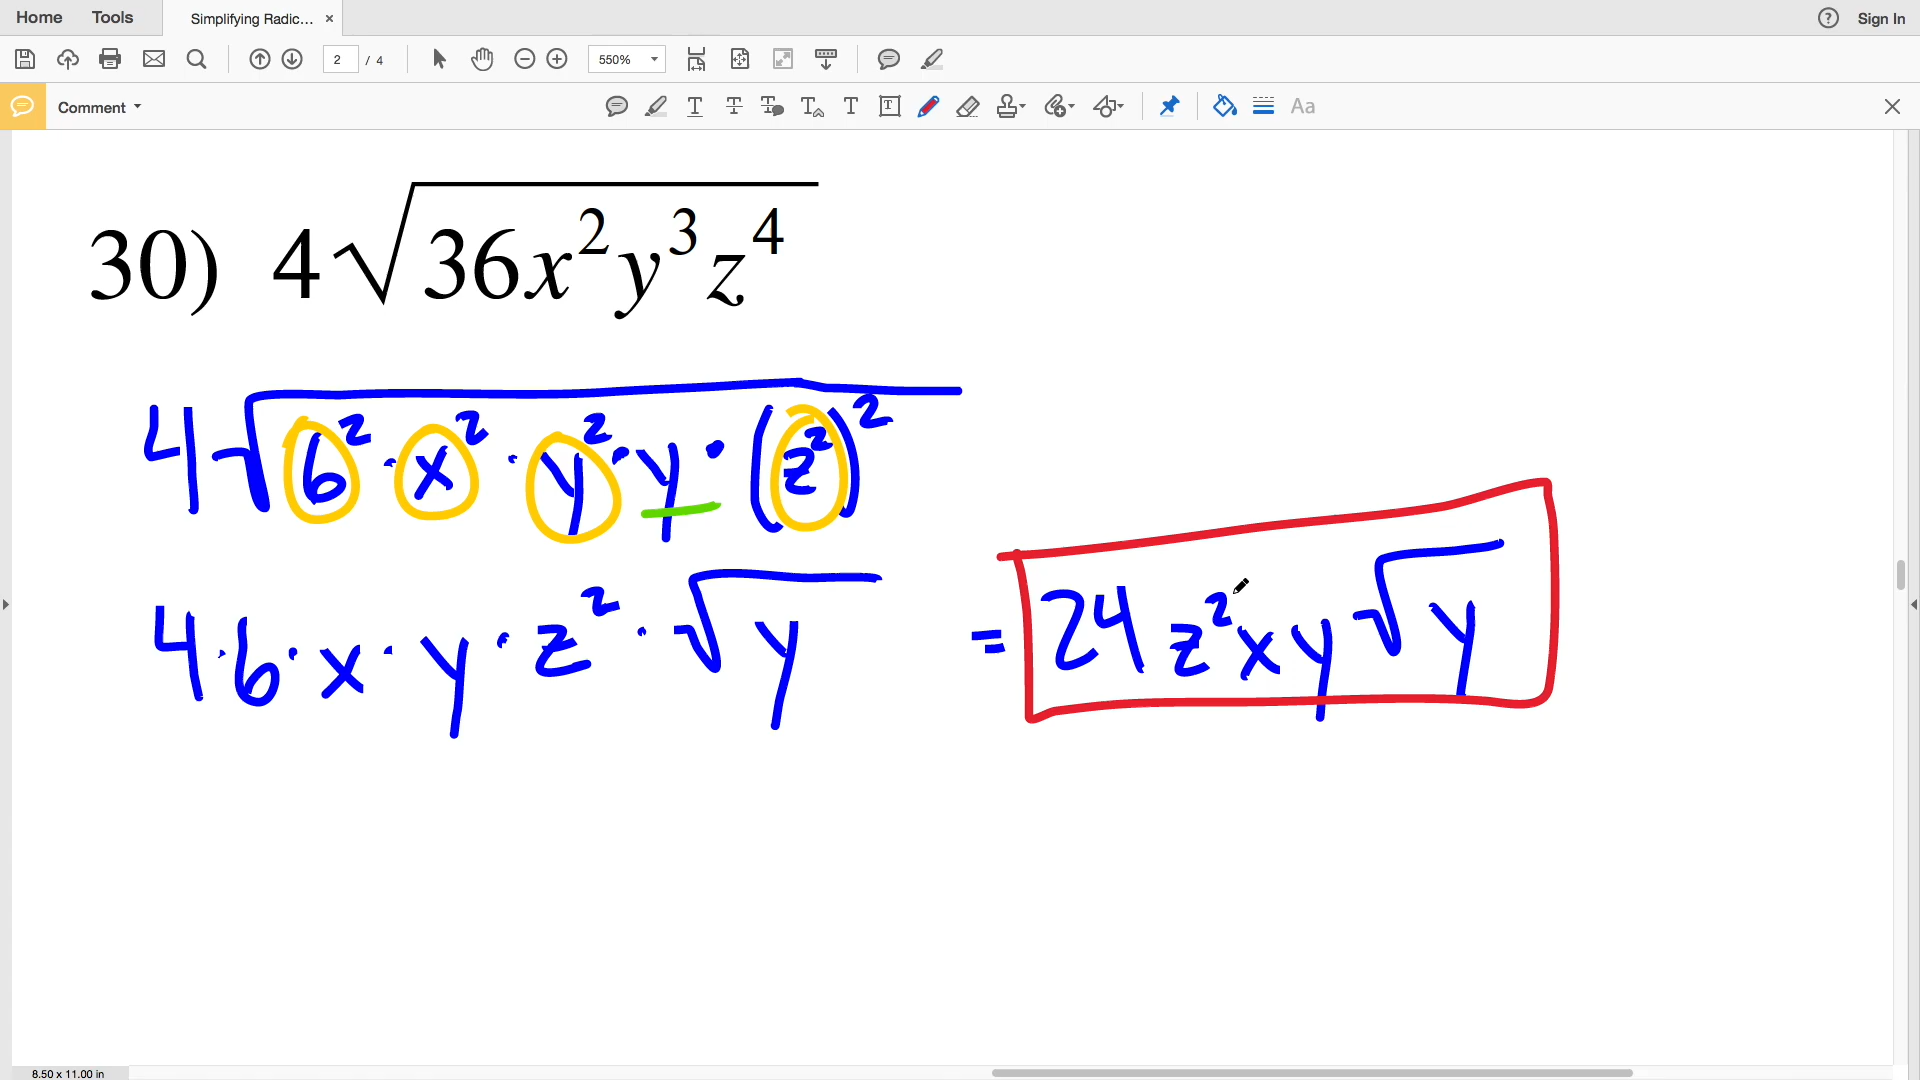 Home Tools Simplifying Radic... × ? Sign In
2 / 4 550%
Comment Aa
30) 4√36x²y³z⁴
4√6²·x²·y²·y·(z²)²
4·6·x·y·z²·√y = 24z²xy√y
8.50 x 11.00 in